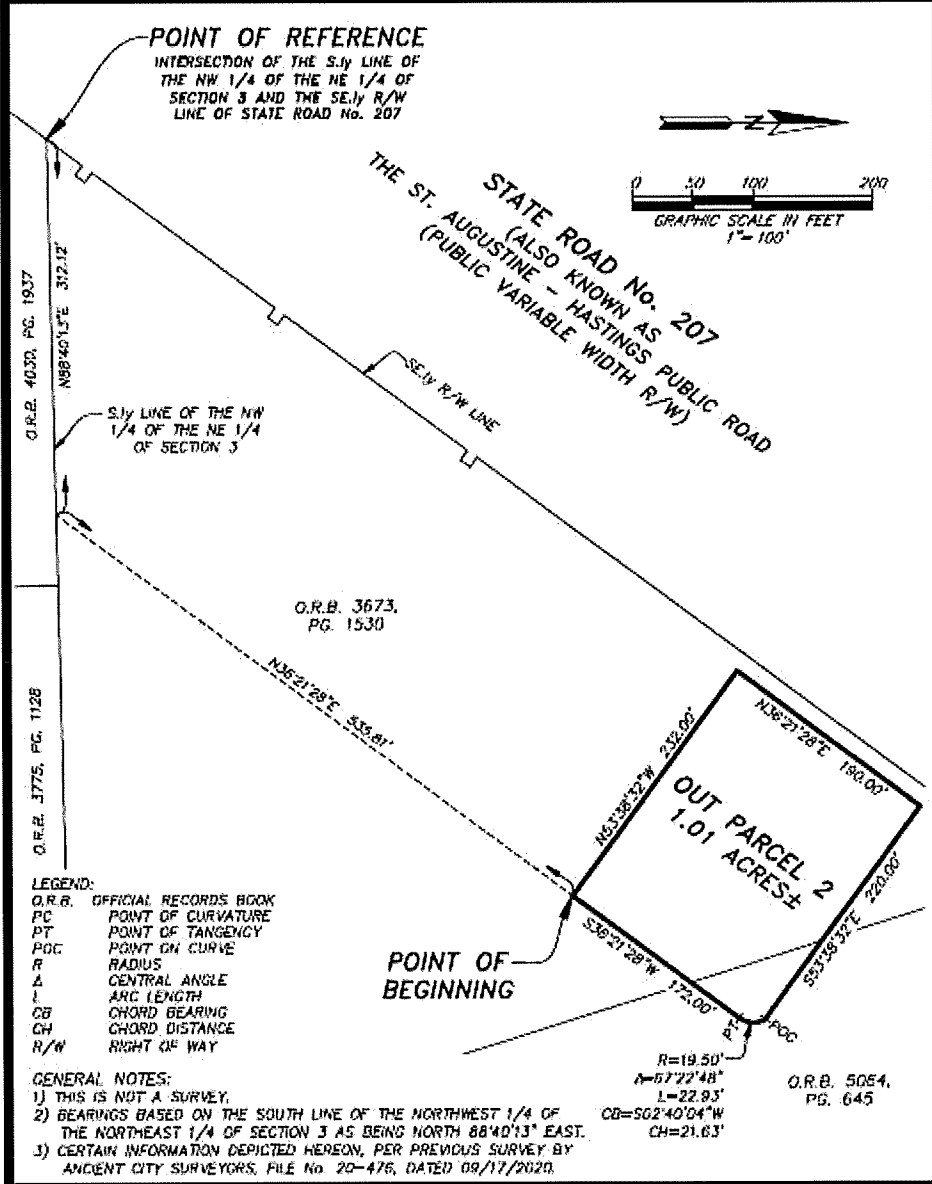 POINT OF REFERENCE
INTERSECTION OF THE S.ly LINE OF
THE NW 1/4 OF THE NE 1/4 OF
SECTION 3 AND THE SE.ly R/W
LINE OF STATE ROAD No. 207
N
0 50 100 200
GRAPHIC SCALE IN FEET
1"=100'
STATE ROAD No. 207
(ALSO KNOWN AS
THE ST. AUGUSTINE - HASTINGS PUBLIC ROAD
(PUBLIC VARIABLE WIDTH R/W)
O.R.B. 4030, PG. 1937
N88°40'13"E 312.12'
SE.ly R/W LINE
S.ly LINE OF THE NW
1/4 OF THE NE 1/4
OF SECTION 3
O.R.B. 3673,
PG. 1530
N36°21'28"E 535.81'
O.R.B. 3775, PG. 1128
N53°38'32"W 232.00'
N36°21'28"E 190.00'
OUT PARCEL 2
1.01 ACRES±
S53°38'32"E 220.00'
S36°21'28"W 172.00'
POINT OF
BEGINNING
PT
POC
LEGEND:
O.R.B. OFFICIAL RECORDS BOOK
PC POINT OF CURVATURE
PT POINT OF TANGENCY
POC POINT ON CURVE
R RADIUS
Δ CENTRAL ANGLE
L ARC LENGTH
CB CHORD BEARING
CH CHORD DISTANCE
R/W RIGHT OF WAY
R=19.50'
Δ=67°22'48"
L=22.93'
CB=S02°40'04"W
CH=21.63'
O.R.B. 5064,
PG. 645
GENERAL NOTES:
1) THIS IS NOT A SURVEY.
2) BEARINGS BASED ON THE SOUTH LINE OF THE NORTHWEST 1/4 OF
THE NORTHEAST 1/4 OF SECTION 3 AS BEING NORTH 88°40'13" EAST.
3) CERTAIN INFORMATION DEPICTED HEREON, PER PREVIOUS SURVEY BY
ANCIENT CITY SURVEYORS, FILE No. 20-476, DATED 09/17/2020.